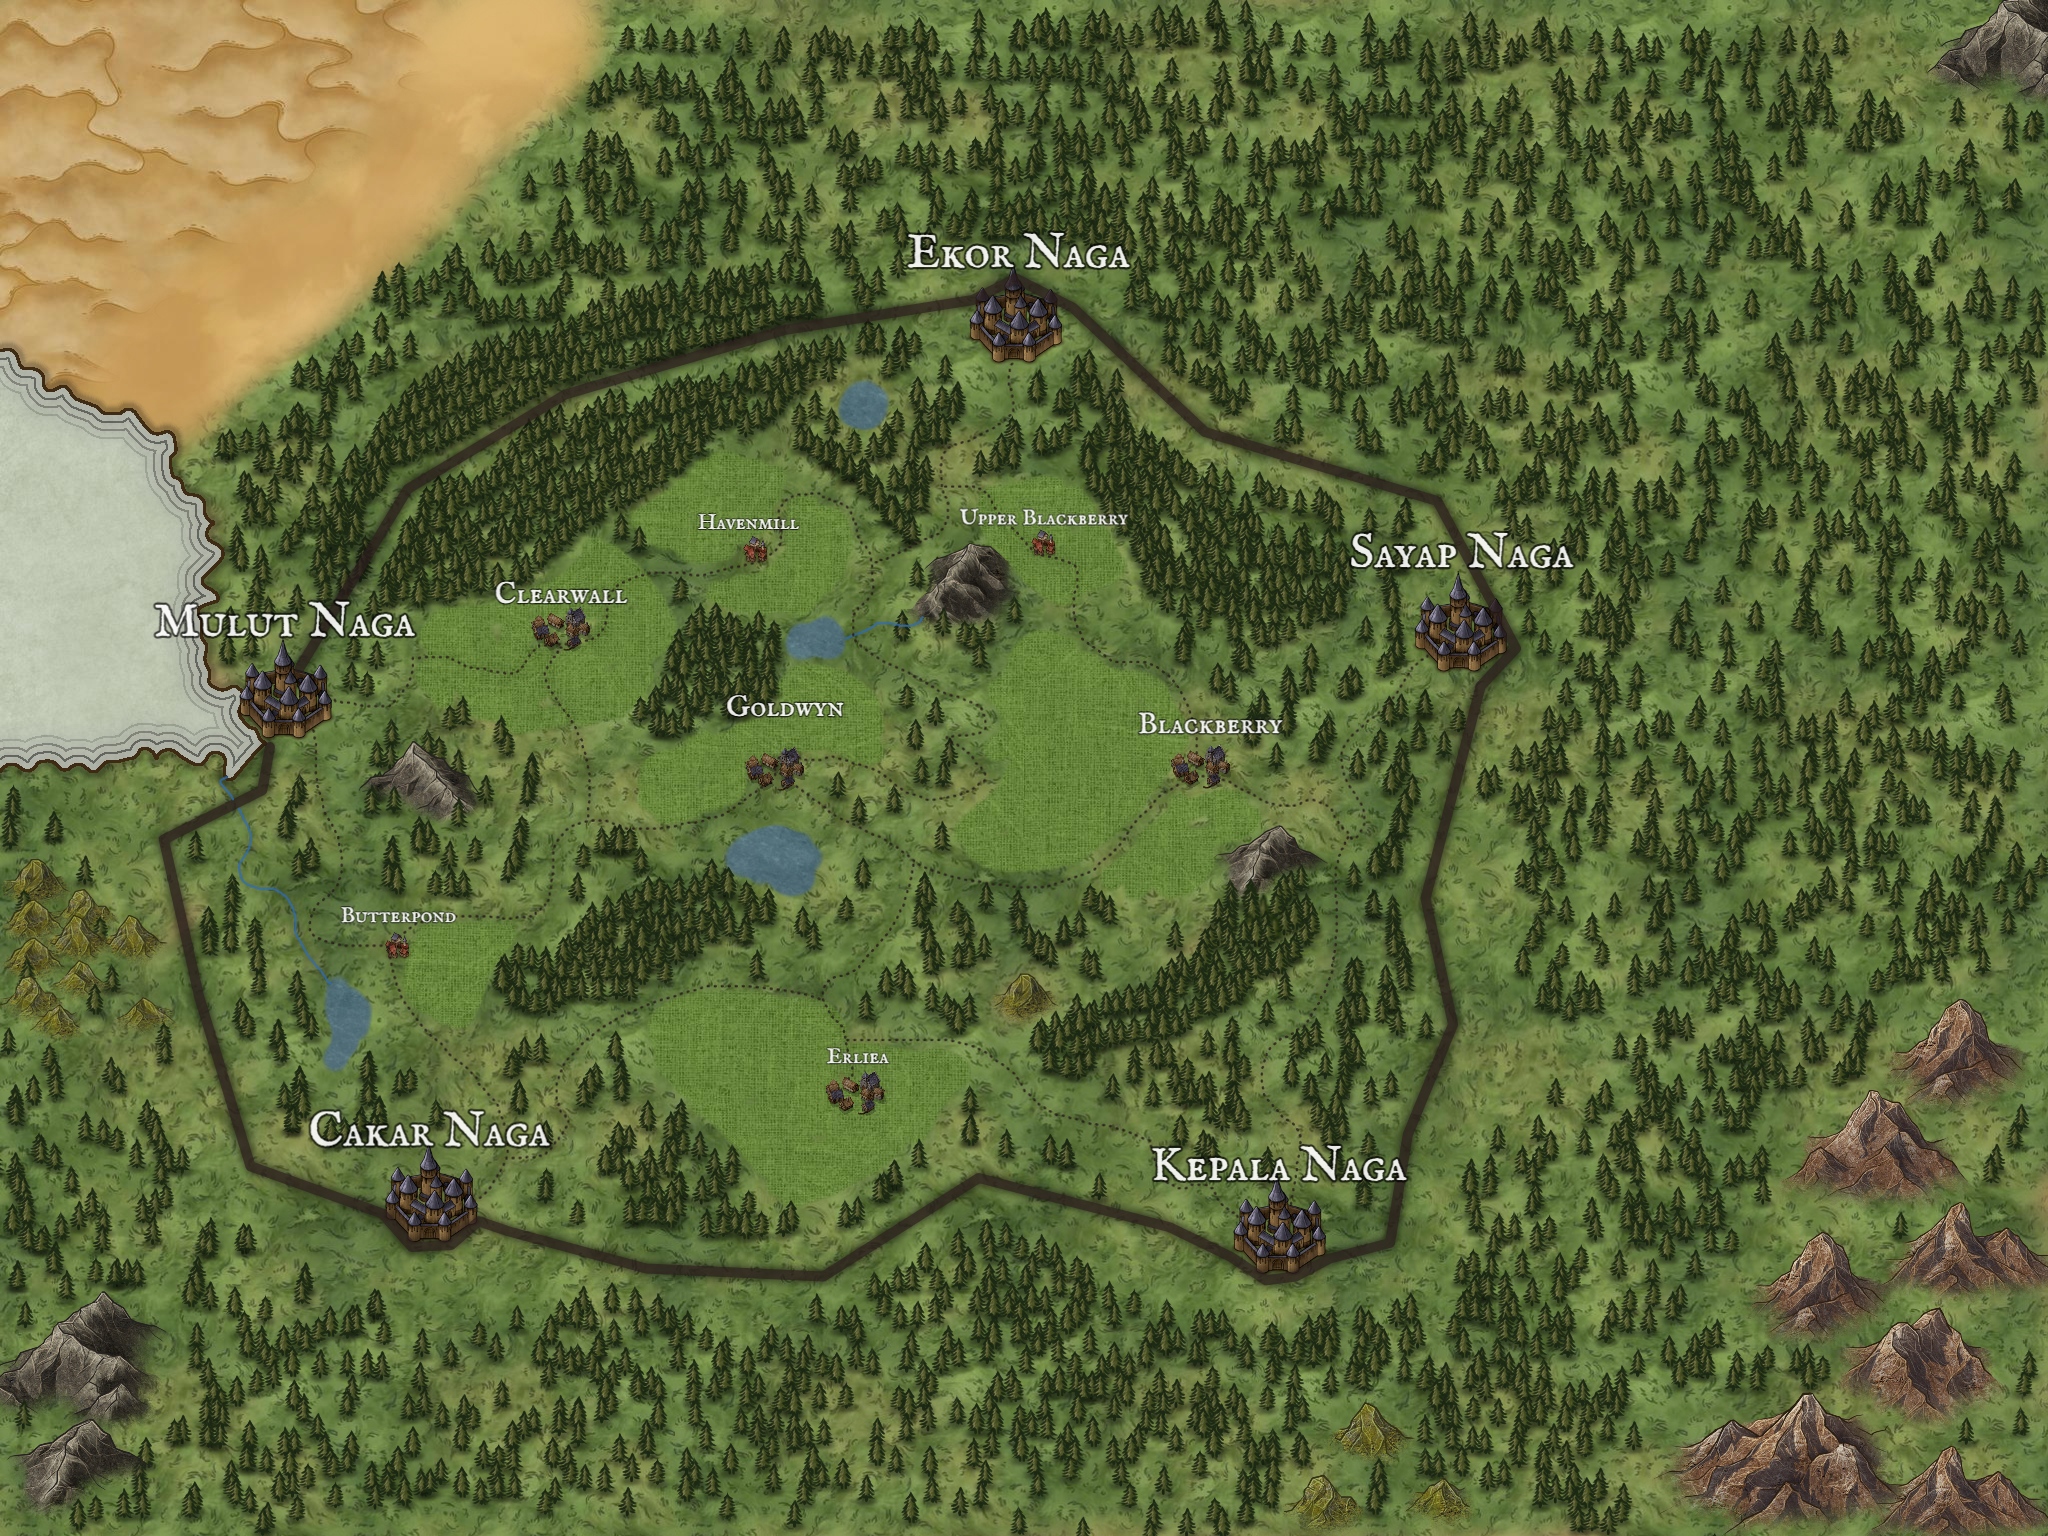 Ekor Naga
Havenmill
Upper Blackberry
Sayap Naga
Clearwall
Mulut Naga
Goldwyn
Blackberry
Butterpond
Erliea
Cakar Naga
Kepala Naga